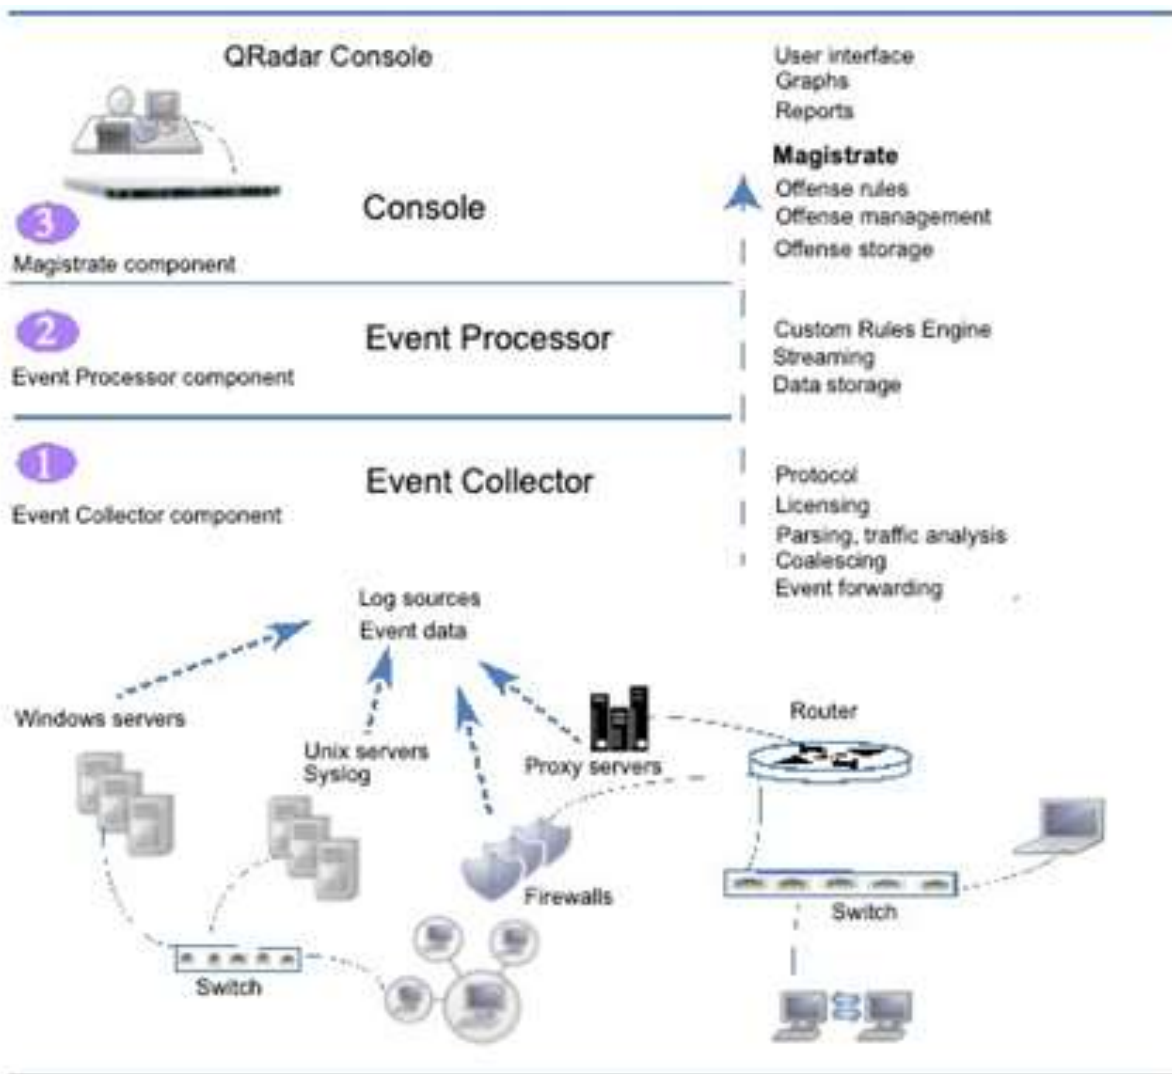 QRadar Console
User interface
Graphs
Reports
Magistrate
Offense rules
Offense management
Offense storage
Console
3
Magistrate component
2
Event Processor component
Event Processor
Custom Rules Engine
Streaming
Data storage
1
Event Collector component
Event Collector
Protocol
Licensing
Parsing, traffic analysis
Coalescing
Event forwarding
Log sources
Event data
Windows servers
Unix servers
Syslog
Proxy servers
Router
Firewalls
Switch
Switch